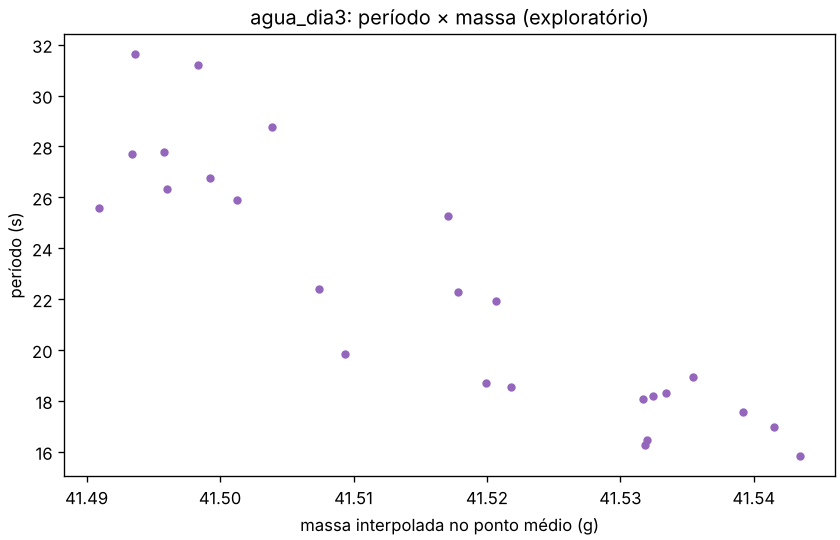 agua_dia3: período × massa (exploratório)
período (s)
32
30
28
26
24
22
20
18
16
41.49 41.50 41.51 41.52 41.53 41.54
massa interpolada no ponto médio (g)